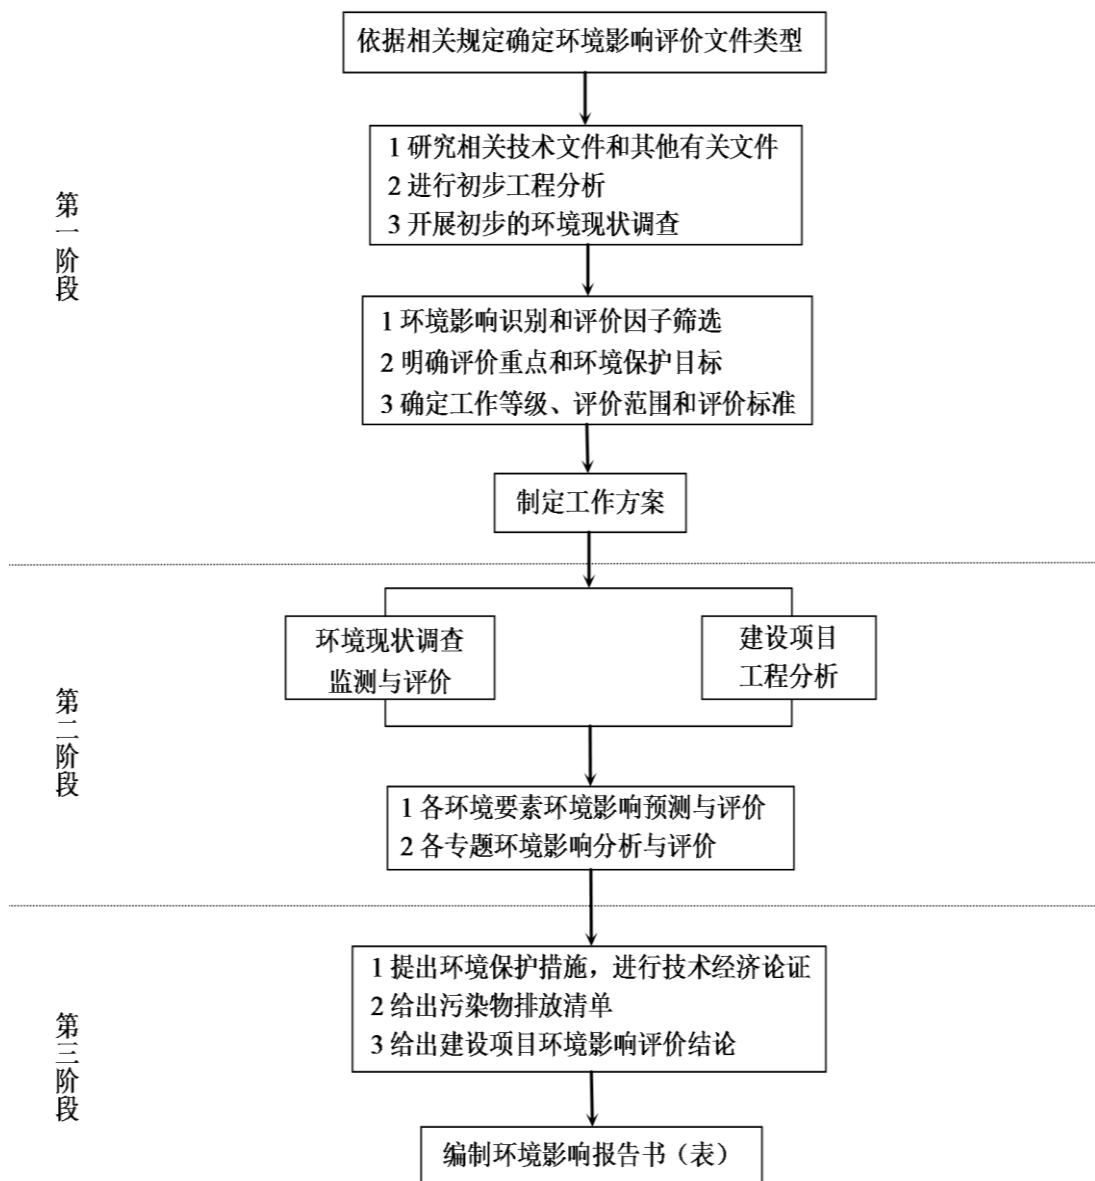 依据相关规定确定环境影响评价文件类型
第一阶段
1 研究相关技术文件和其他有关文件
2 进行初步工程分析
3 开展初步的环境现状调查
1 环境影响识别和评价因子筛选
2 明确评价重点和环境保护目标
3 确定工作等级、评价范围和评价标准
制定工作方案
第二阶段
环境现状调查
监测与评价
建设项目
工程分析
1 各环境要素环境影响预测与评价
2 各专题环境影响分析与评价
第三阶段
1 提出环境保护措施，进行技术经济论证
2 给出污染物排放清单
3 给出建设项目环境影响评价结论
编制环境影响报告书（表）